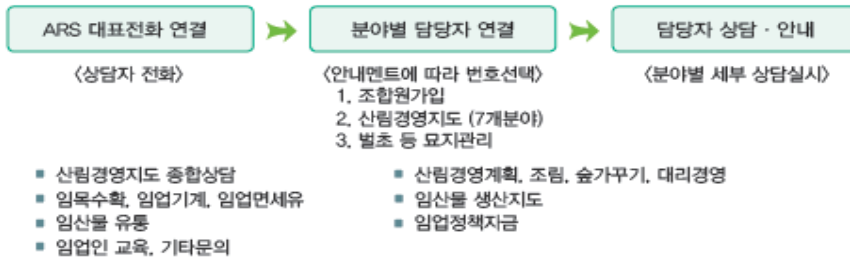 ARS 대표전화 연결
분야별 담당자 연결
담당자 상담 · 안내
〈상담자 전화〉
〈안내멘트에 따라 번호선택〉
1. 조합원가입
2. 산림경영지도 (7개분야)
3. 벌초 등 묘지관리
〈분야별 세부 상담실시〉
산림경영지도 종합상담
임목수확, 임업기계, 임업면세유
임산물 유통
임업인 교육, 기타문의
산림경영계획, 조림, 숲가꾸기, 대리경영
임산물 생산지도
임업정책자금